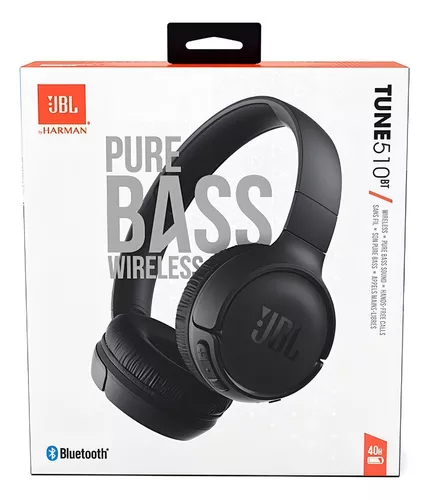 JBL
by HARMAN
PURE
BASS
WIRELESS
TUNE510BT
WIRELESS • PURE BASS SOUND • HANDS-FREE CALLS
SANS FIL • SON PURE BASS • APPELS MAINS-LIBRES
JBL
Bluetooth®
40H